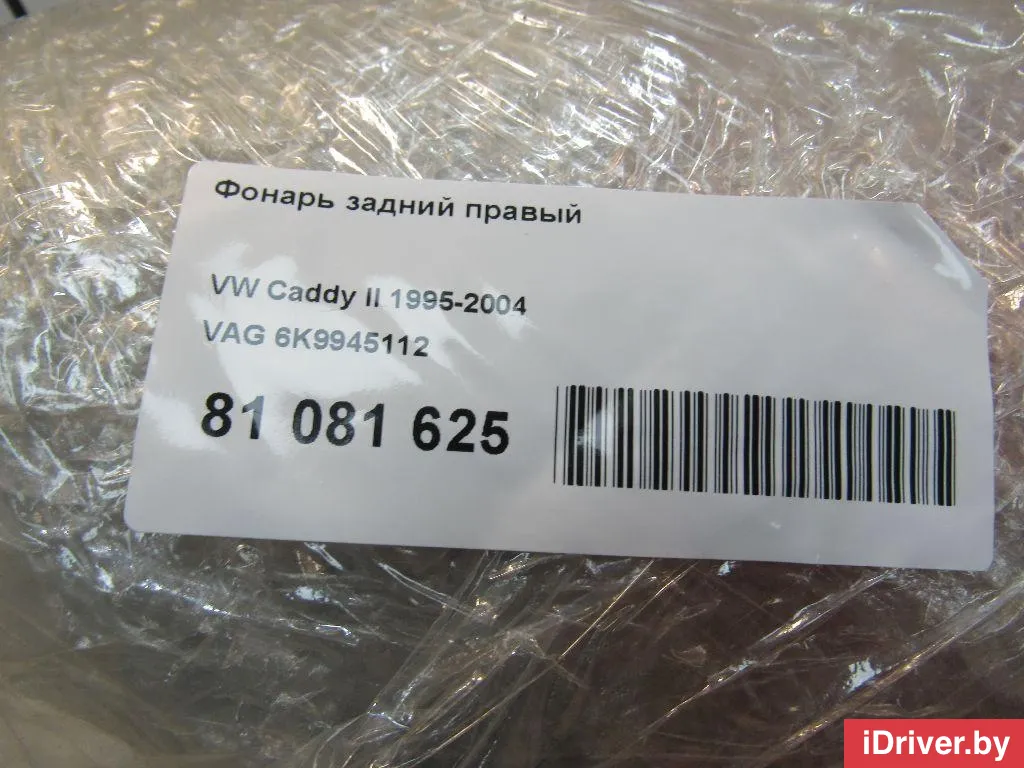 Фонарь задний правый
VW Caddy II 1995-2004
VAG 6K9945112
81 081 625
iDriver.by